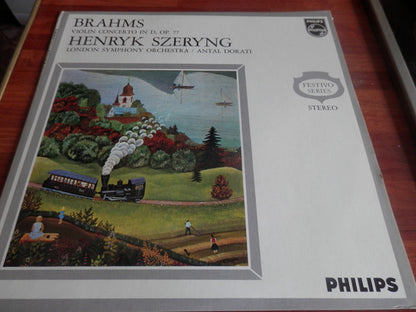 BRAHMS
VIOLIN CONCERTO IN D, OP. 77
HENRYK SZERYNG
LONDON SYMPHONY ORCHESTRA / ANTAL DORATI
PHILIPS
FESTIVO
SERIES
STEREO
PHILIPS